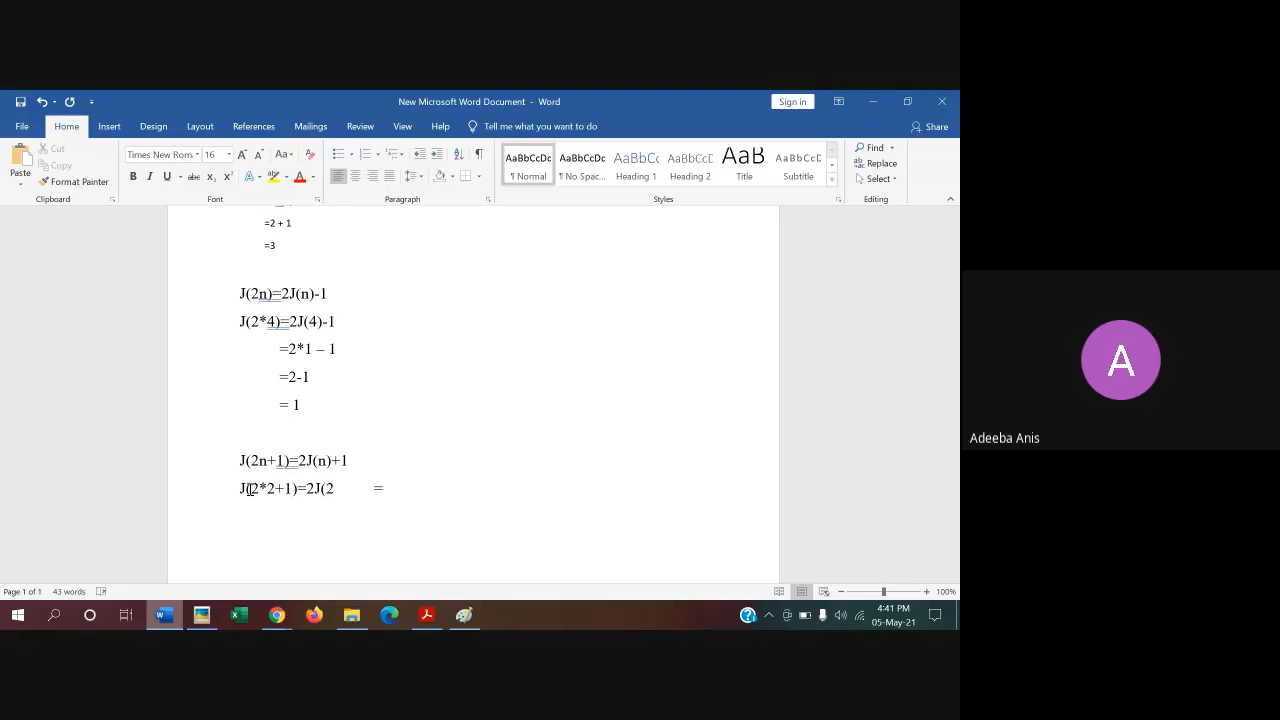 New Microsoft Word Document - Word
Sign in
File Home Insert Design Layout References Mailings Review View Help Tell me what you want to do Share
Paste Cut Copy Format Painter Clipboard
Times New Rom 16 Font
Paragraph
AaBbCcDc ¶ Normal AaBbCcDc ¶ No Spac... AaBbCc Heading 1 AaBbCcD Heading 2 AaB Title AaBbCcD Subtitle Styles
Find Replace Select Editing
=2 + 1
=3
J(2n)=2J(n)-1
J(2*4)=2J(4)-1
=2*1 – 1
=2-1
= 1
J(2n+1)=2J(n)+1
J(2*2+1)=2J(2 =
A
Adeeba Anis
Page 1 of 1 43 words 100%
4:41 PM
05-May-21